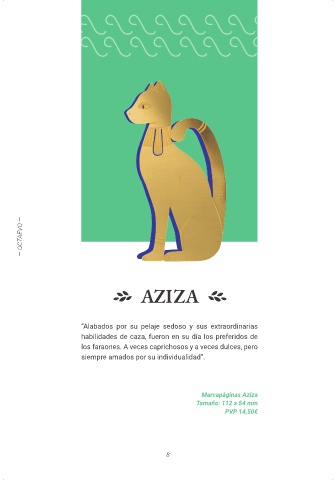 — OCTAEVO —
AZIZA
“Alabados por su pelaje sedoso y sus extraordinarias
habilidades de caza, fueron en su día los preferidos de
los faraones. A veces caprichosos y a veces dulces, pero
siempre amados por su individualidad”.
Marcapáginas Aziza
Tamaño: 112 x 54 mm
PVP 14,50€
8